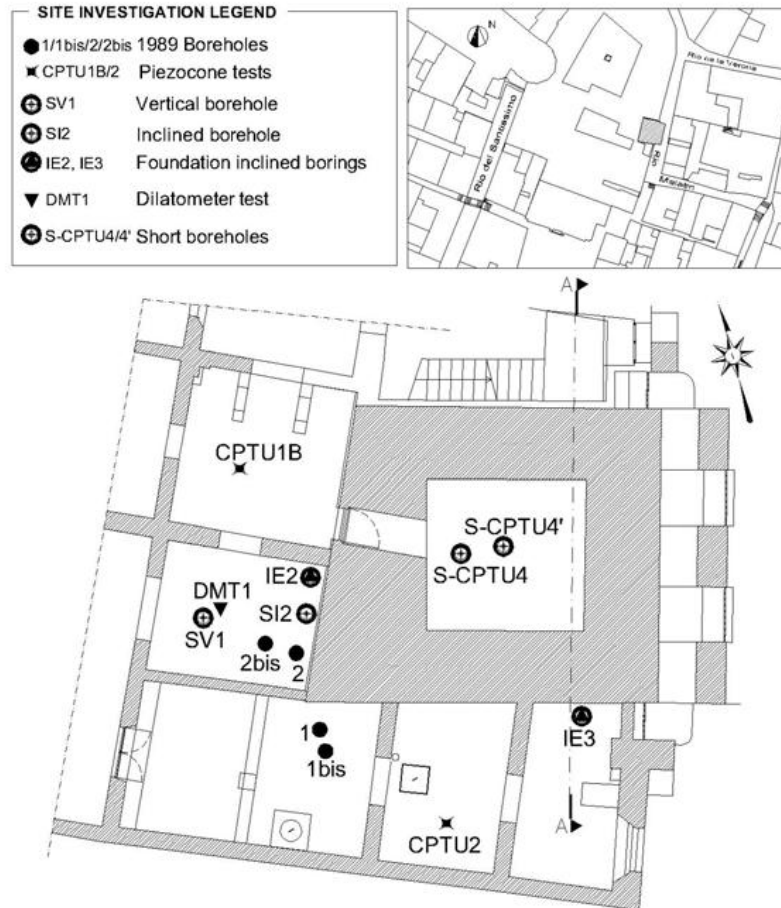 SITE INVESTIGATION LEGEND
1/1bis/2/2bis 1989 Boreholes
CPTU1B/2 Piezocone tests
SV1 Vertical borehole
SI2 Inclined borehole
IE2, IE3 Foundation inclined borings
DMT1 Dilatometer test
S-CPTU4/4' Short boreholes
N
Rio de la Verona
Rio del Santissimo
Rio
Malatin
A
CPTU1B
S-CPTU4'
S-CPTU4
IE2
DMT1
SI2
SV1
2bis
2
1
1bis
IE3
CPTU2
A